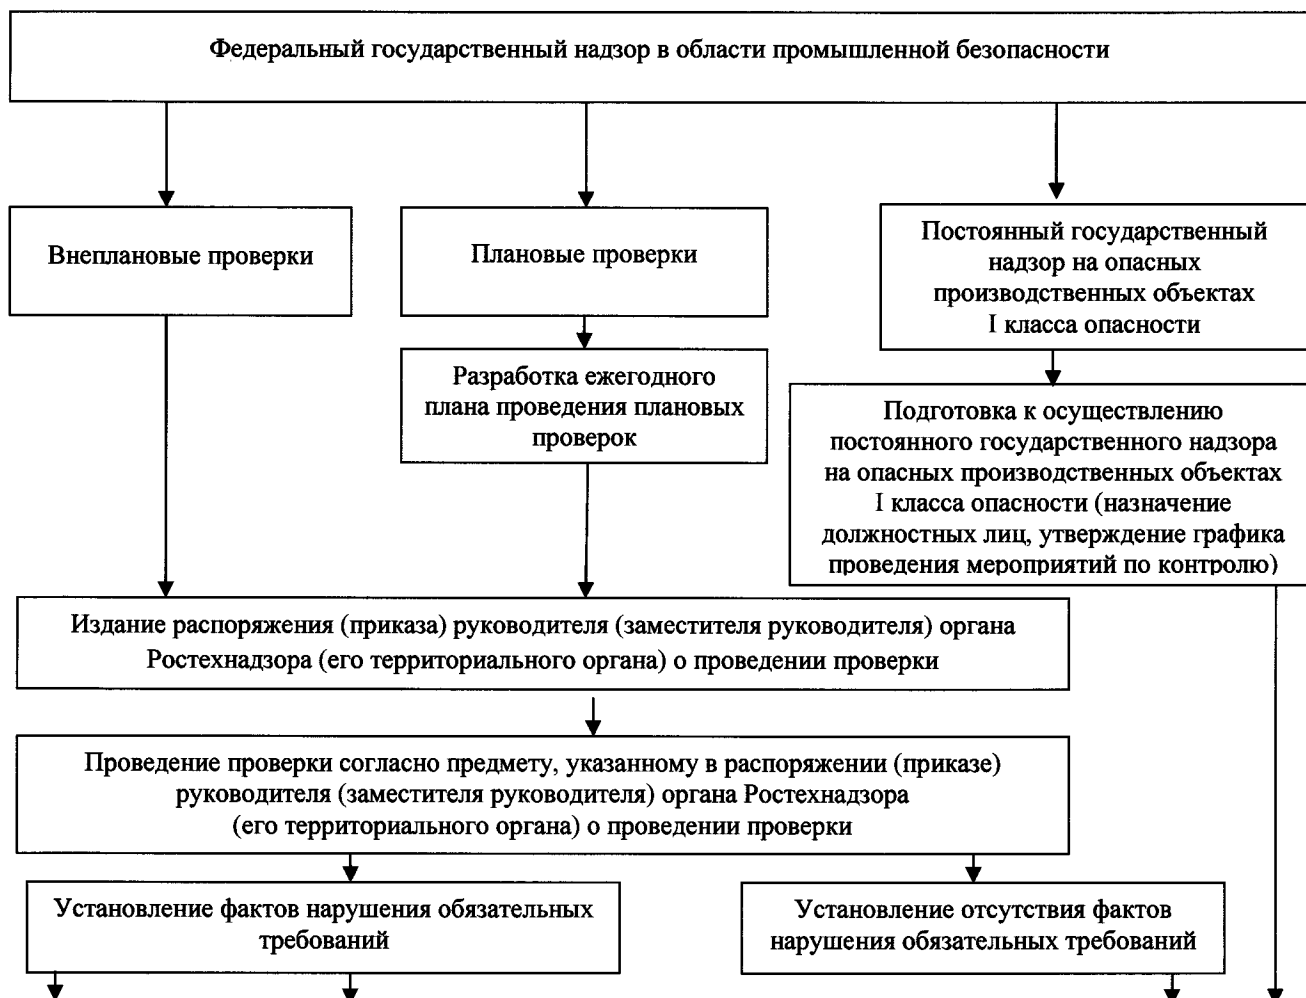 Федеральный государственный надзор в области промышленной безопасности
Внеплановые проверки
Плановые проверки
Постоянный государственный
надзор на опасных
производственных объектах
I класса опасности
Разработка ежегодного
плана проведения плановых
проверок
Подготовка к осуществлению
постоянного государственного надзора
на опасных производственных объектах
I класса опасности (назначение
должностных лиц, утверждение графика
проведения мероприятий по контролю)
Издание распоряжения (приказа) руководителя (заместителя руководителя) органа
Ростехнадзора (его территориального органа) о проведении проверки
Проведение проверки согласно предмету, указанному в распоряжении (приказе)
руководителя (заместителя руководителя) органа Ростехнадзора
(его территориального органа) о проведении проверки
Установление фактов нарушения обязательных
требований
Установление отсутствия фактов
нарушения обязательных требований